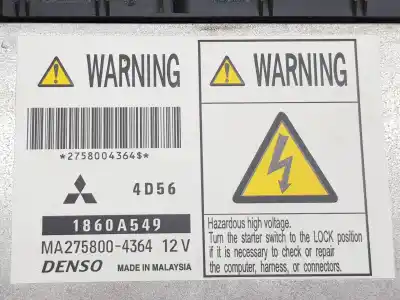 WARNING
*2758004364$*
4D56
1860A549
MA275800-4364 12V
DENSO MADE IN MALAYSIA
WARNING
Hazardous high voltage.
Turn the starter switch to the LOCK position
if it is necessary to check or repair
the computer, harness, or connectors.